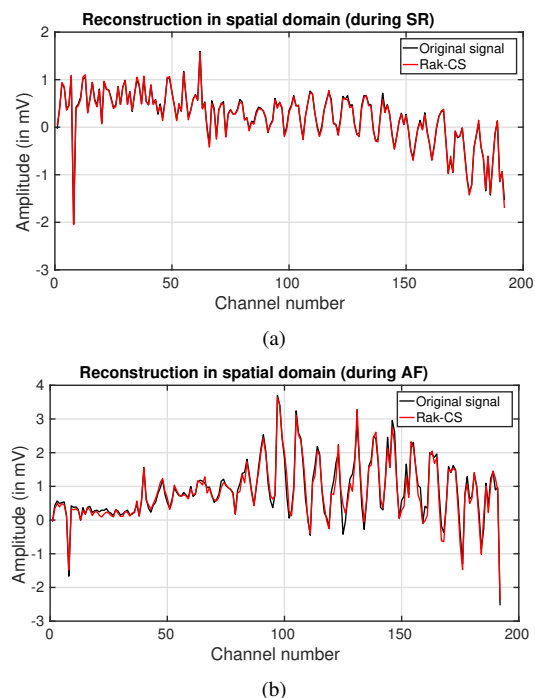 Reconstruction in spatial domain (during SR)
2
1
0
-1
-2
-3
Amplitude (in mV)
Original signal
Rak-CS
0
50
100
150
200
Channel number
(a)
Reconstruction in spatial domain (during AF)
4
3
2
1
0
-1
-2
-3
Amplitude (in mV)
Original signal
Rak-CS
0
50
100
150
200
Channel number
(b)